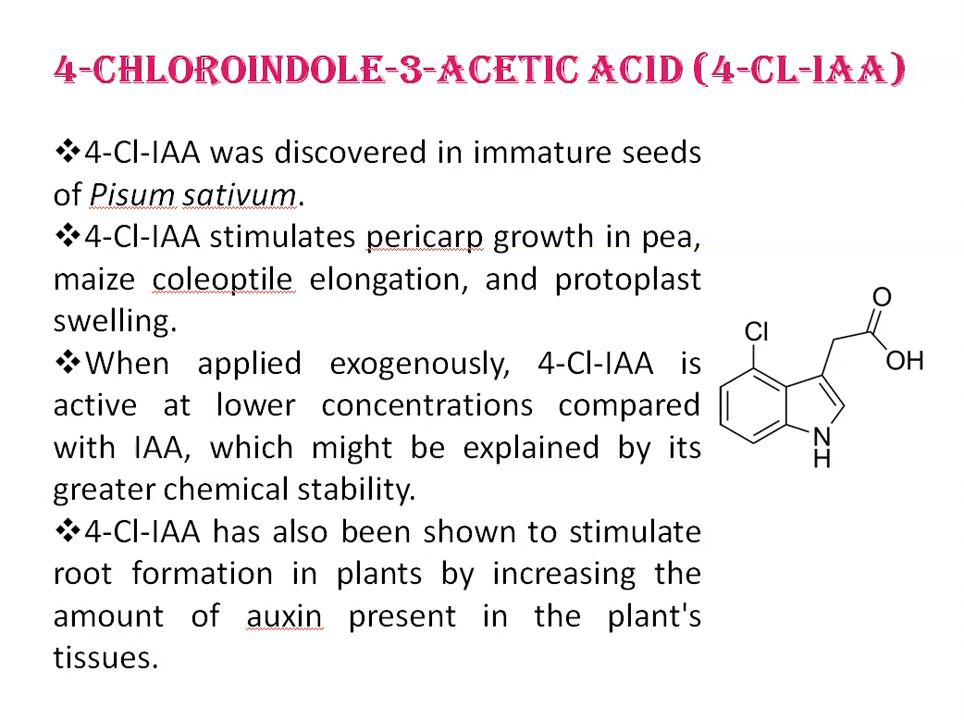 4-CHLOROINDOLE-3-ACETIC ACID (4-CL-IAA)
❖4-Cl-IAA was discovered in immature seeds
of Pisum sativum.
❖4-Cl-IAA stimulates pericarp growth in pea,
maize coleoptile elongation, and protoplast
swelling.
❖When applied exogenously, 4-Cl-IAA is
active at lower concentrations compared
with IAA, which might be explained by its
greater chemical stability.
❖4-Cl-IAA has also been shown to stimulate
root formation in plants by increasing the
amount of auxin present in the plant's
tissues.
O
Cl
OH
N
H